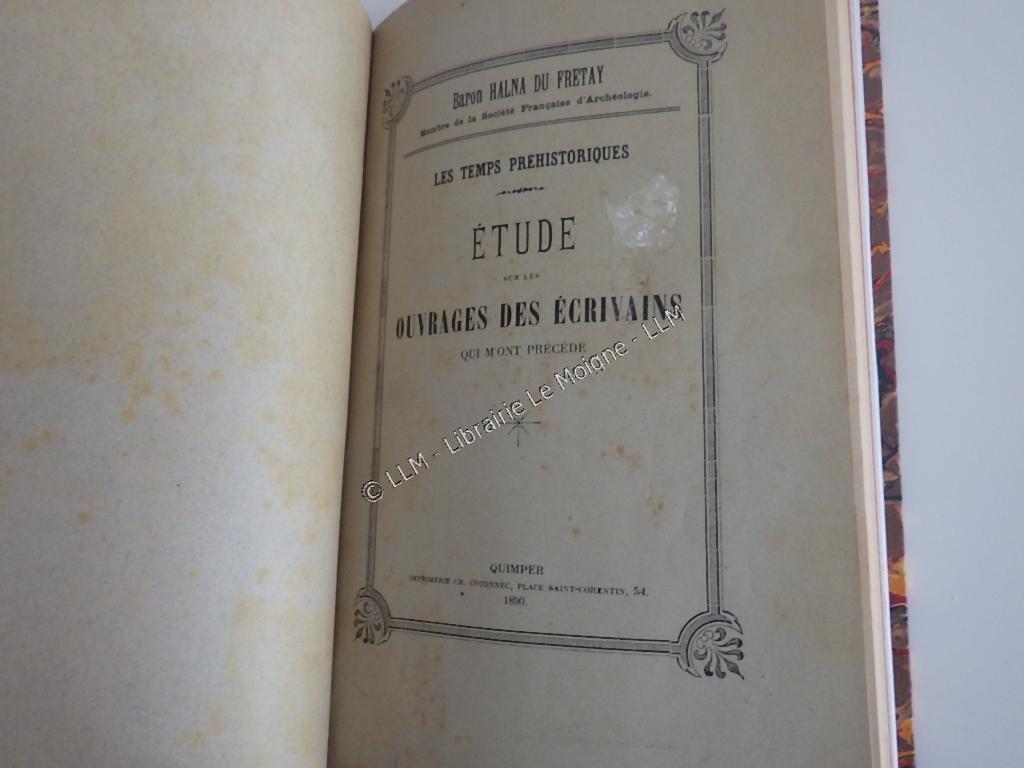 Baron HALNA DU FRETAY
Membre de la Société Française d'Archéologie.
LES TEMPS PRÉHISTORIQUES
ÉTUDE
SUR LES
OUVRAGES DES ÉCRIVAINS
QUI M'ONT PRÉCÉDÉ
© LLM - Librairie Le Moigne - LLM
QUIMPER
IMPRIMERIE CH. COTONNEC, PLACE SAINT-CORENTIN, 54.
1890.